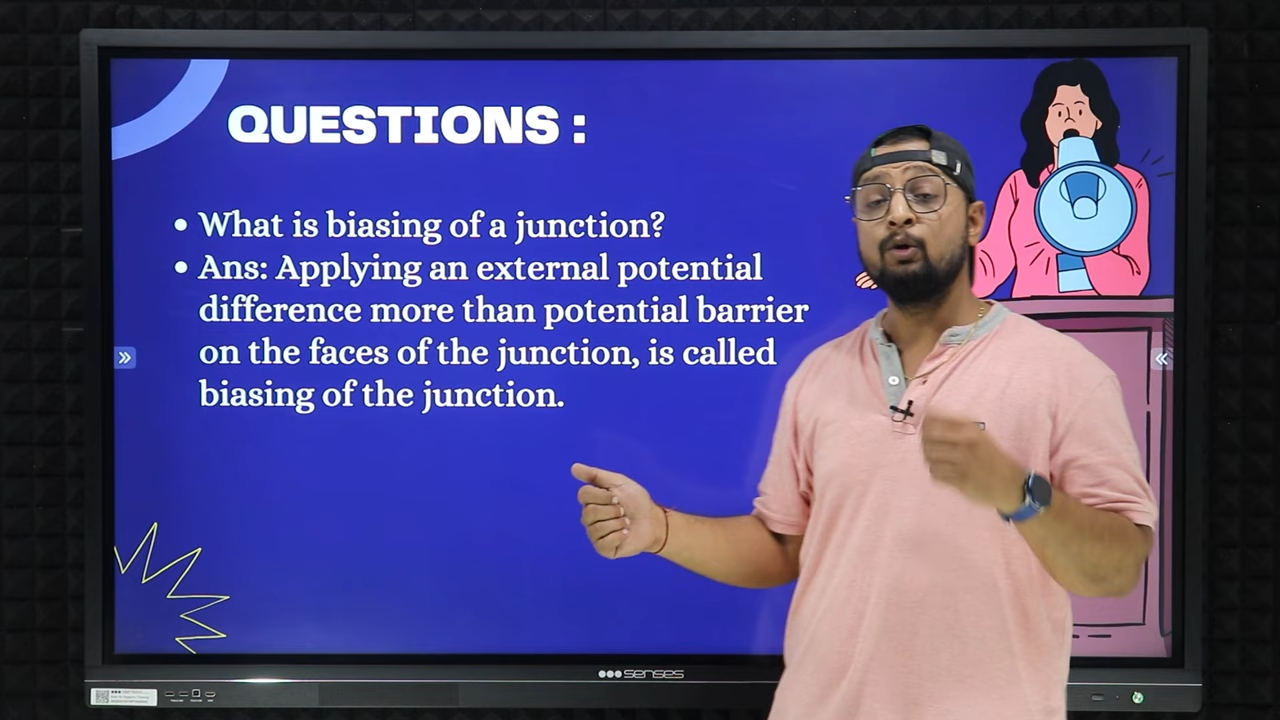 QUESTIONS :
• What is biasing of a junction?
• Ans: Applying an external potential
difference more than potential barrier
on the faces of the junction, is called
biasing of the junction.
senses